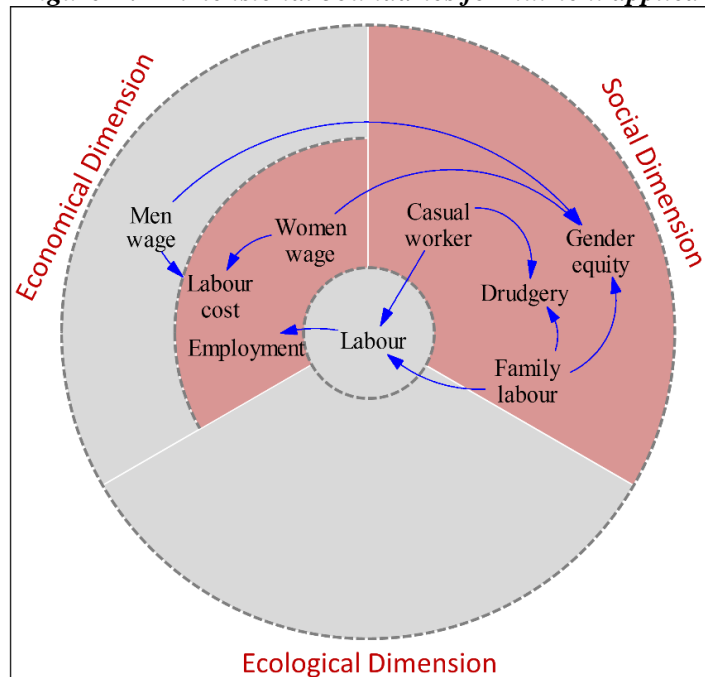 Economical Dimension
Social Dimension
Men
wage
Women
wage
Casual
worker
Gender
equity
Labour
cost
Drudgery
Employment
Labour
Family
labour
Ecological Dimension